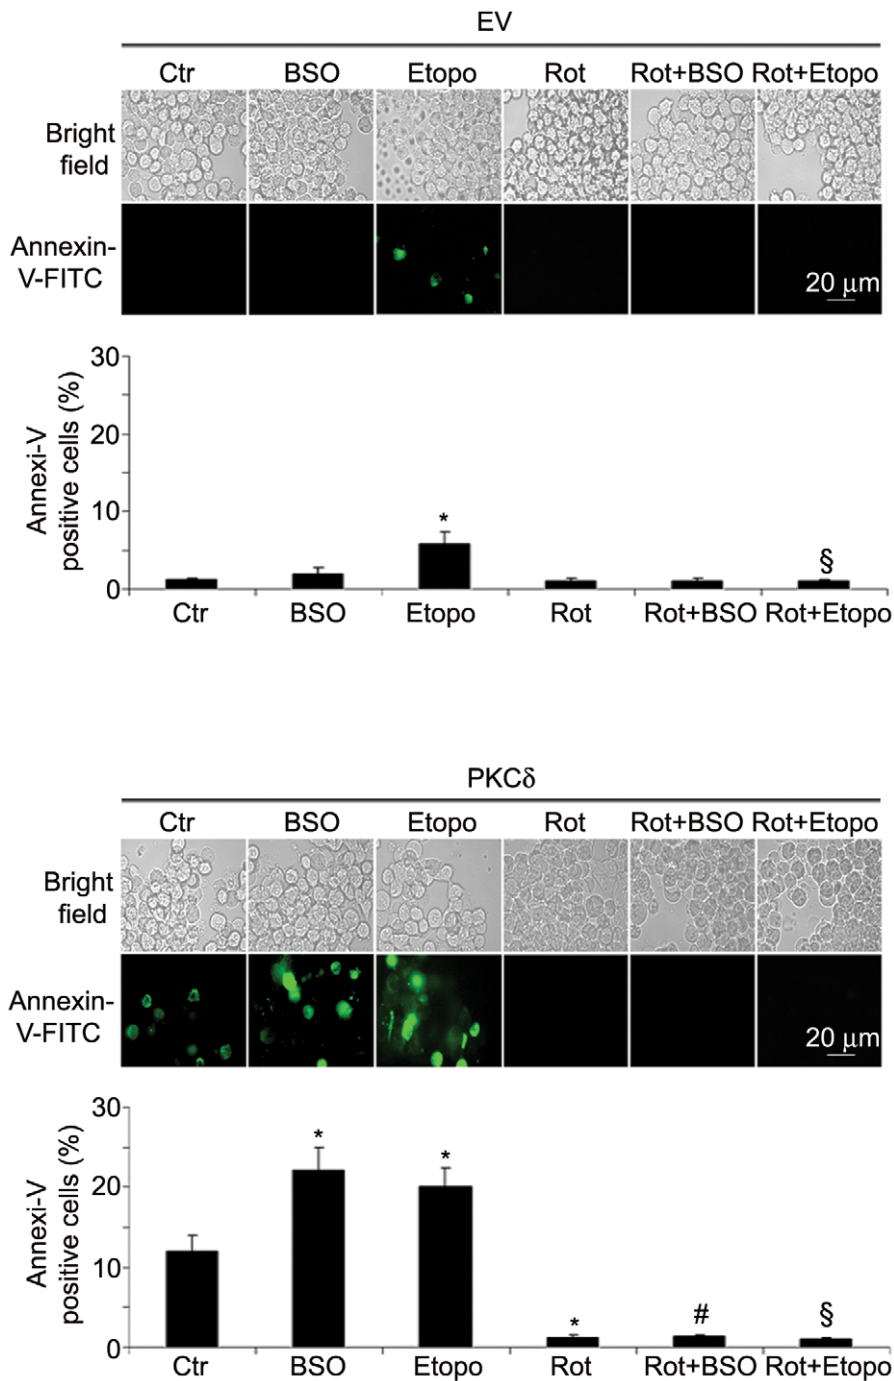 EV
Ctr BSO Etopo Rot Rot+BSO Rot+Etopo
Bright
field
Annexin-
V-FITC
20 μm
Annexi-V
positive cells (%)
30
20
10
0
*
§
Ctr BSO Etopo Rot Rot+BSO Rot+Etopo
PKCδ
Ctr BSO Etopo Rot Rot+BSO Rot+Etopo
Bright
field
Annexin-
V-FITC
20 μm
Annexi-V
positive cells (%)
30
20
10
0
*
*
*
#
§
Ctr BSO Etopo Rot Rot+BSO Rot+Etopo